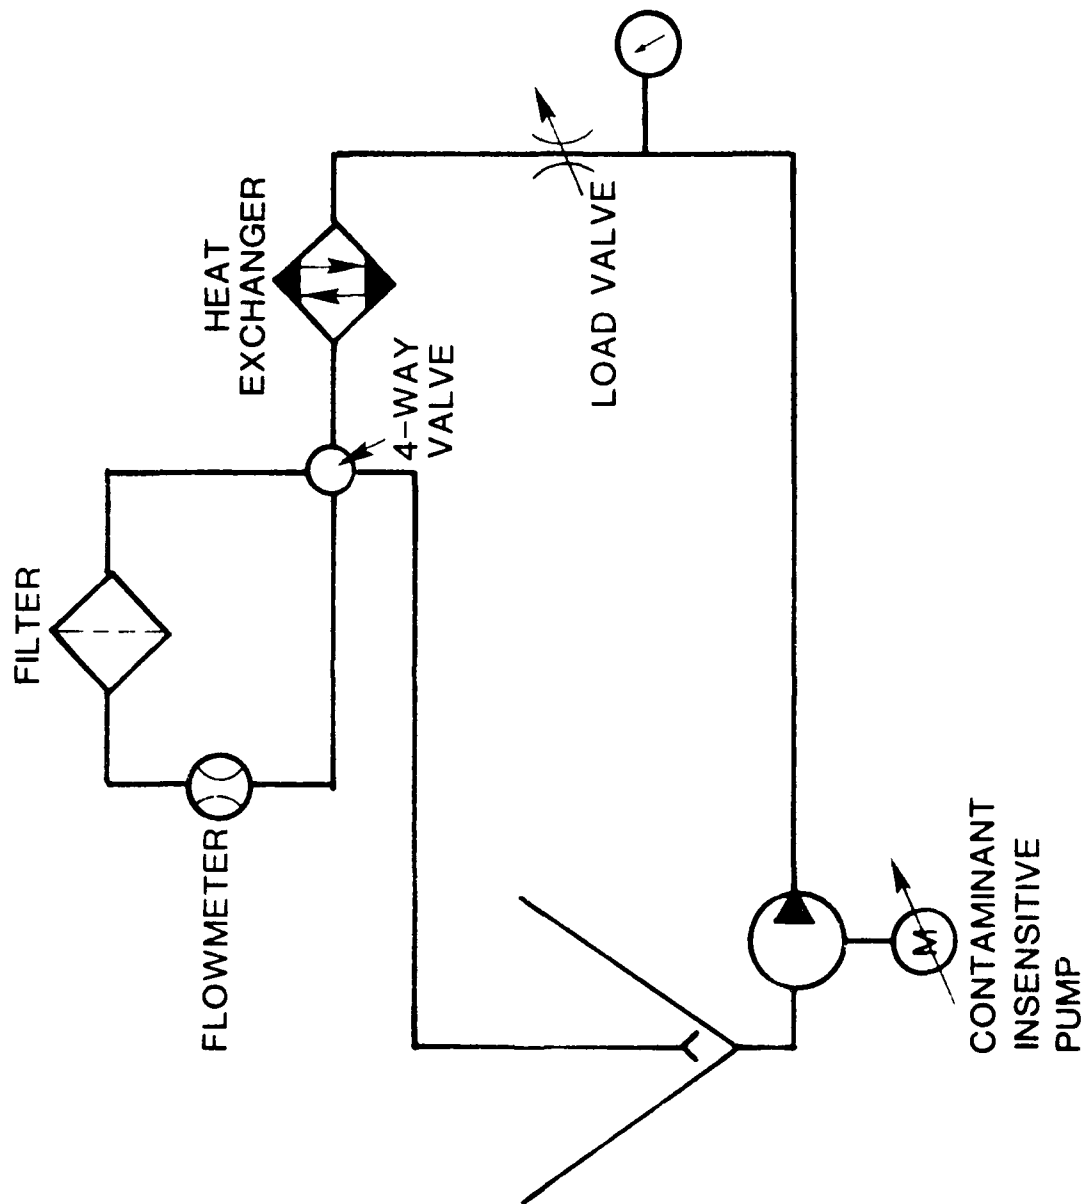 FILTER
HEAT
EXCHANGER
4-WAY
VALVE
FLOWMETER
LOAD VALVE
M
CONTAMINANT
INSENSITIVE
PUMP